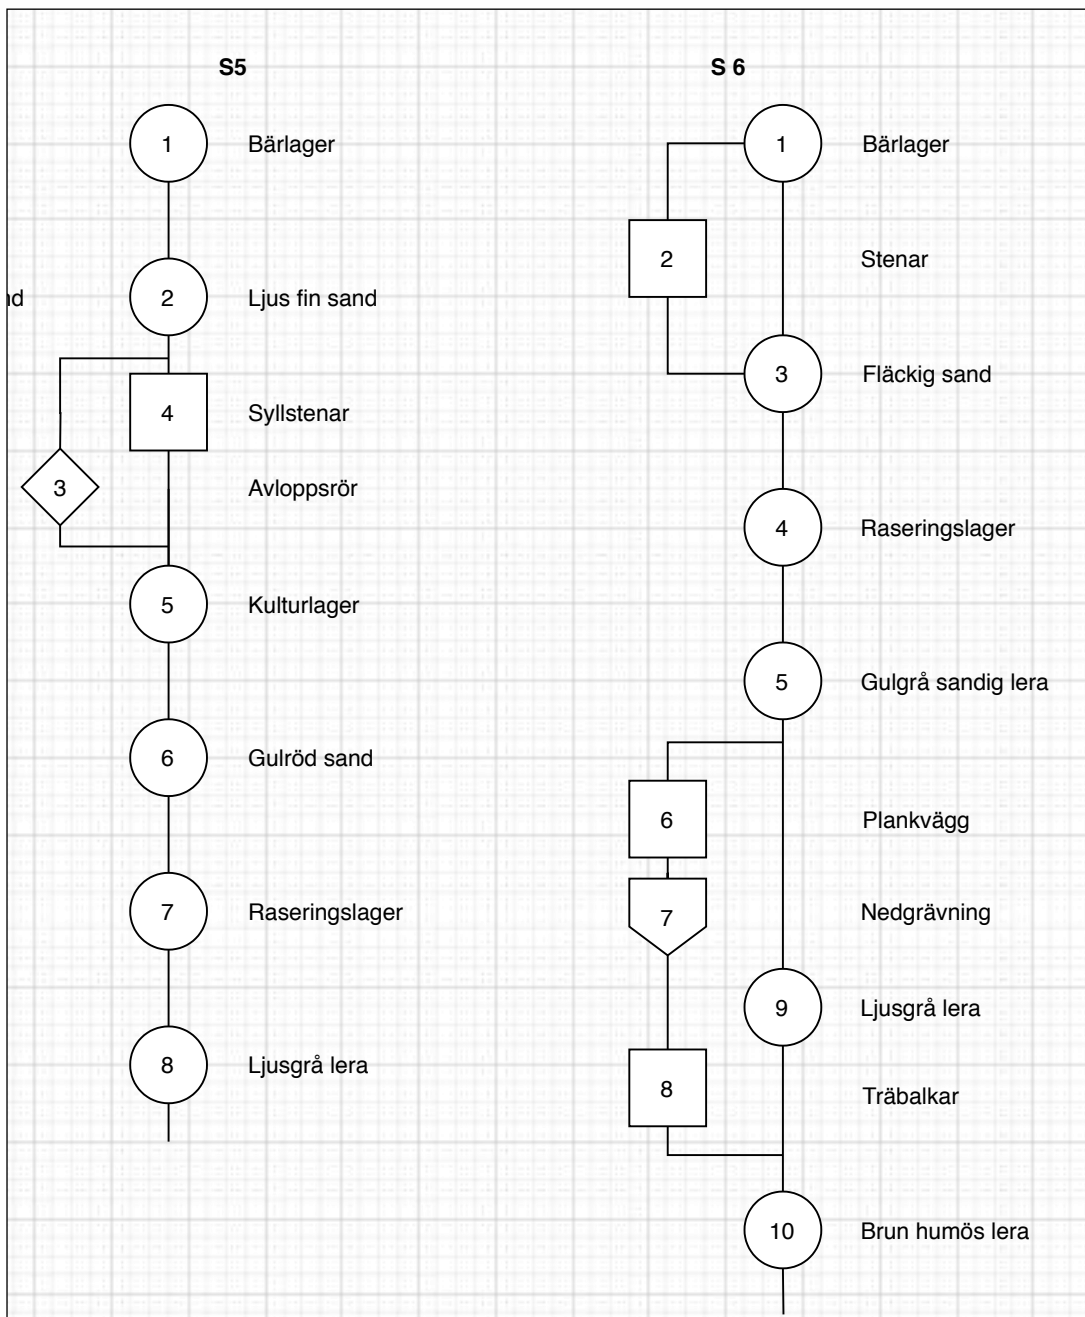 S5
1 Bärlager
nd 2 Ljus fin sand
4 Syllstenar
3 Avloppsrör
5 Kulturlager
6 Gulröd sand
7 Raseringslager
8 Ljusgrå lera
S 6
1 Bärlager
2 Stenar
3 Fläckig sand
4 Raseringslager
5 Gulgrå sandig lera
6 Plankvägg
7 Nedgrävning
9 Ljusgrå lera
8 Träbalkar
10 Brun humös lera